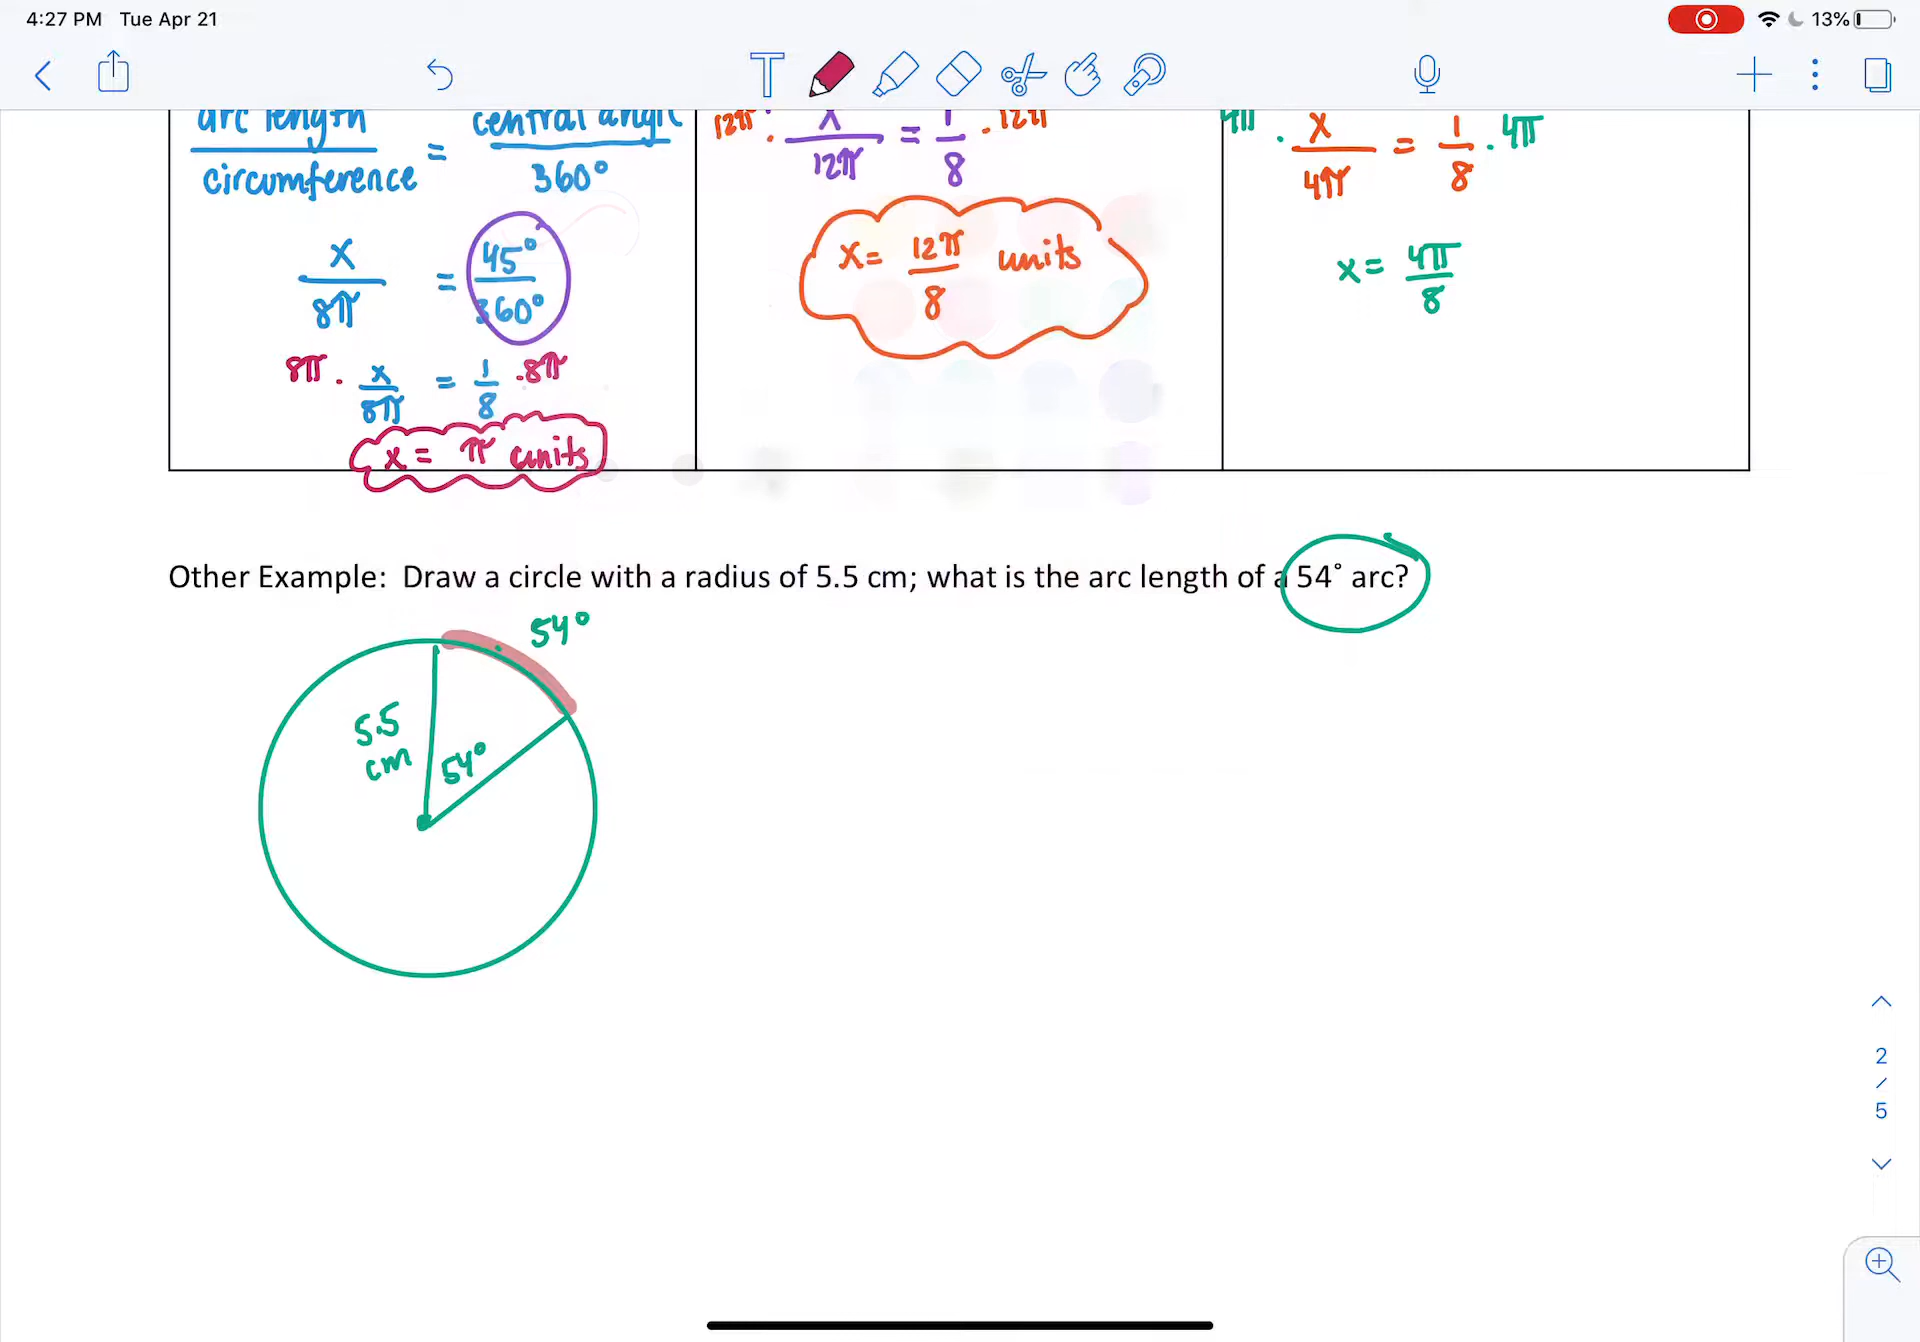 4:27 PM Tue Apr 21
13%
arc length / circumference = central angle / 360°
x / 8π = 45° / 360°
8π · x / 8π = 1 / 8 · 8π
x = π units
12π · x / 12π = 1 / 8 · 12π
x = 12π / 8 units
4π · x / 4π = 1 / 8 · 4π
x = 4π / 8
Other Example: Draw a circle with a radius of 5.5 cm; what is the arc length of a 54° arc?
54°
5.5
cm
54°
2
/
5